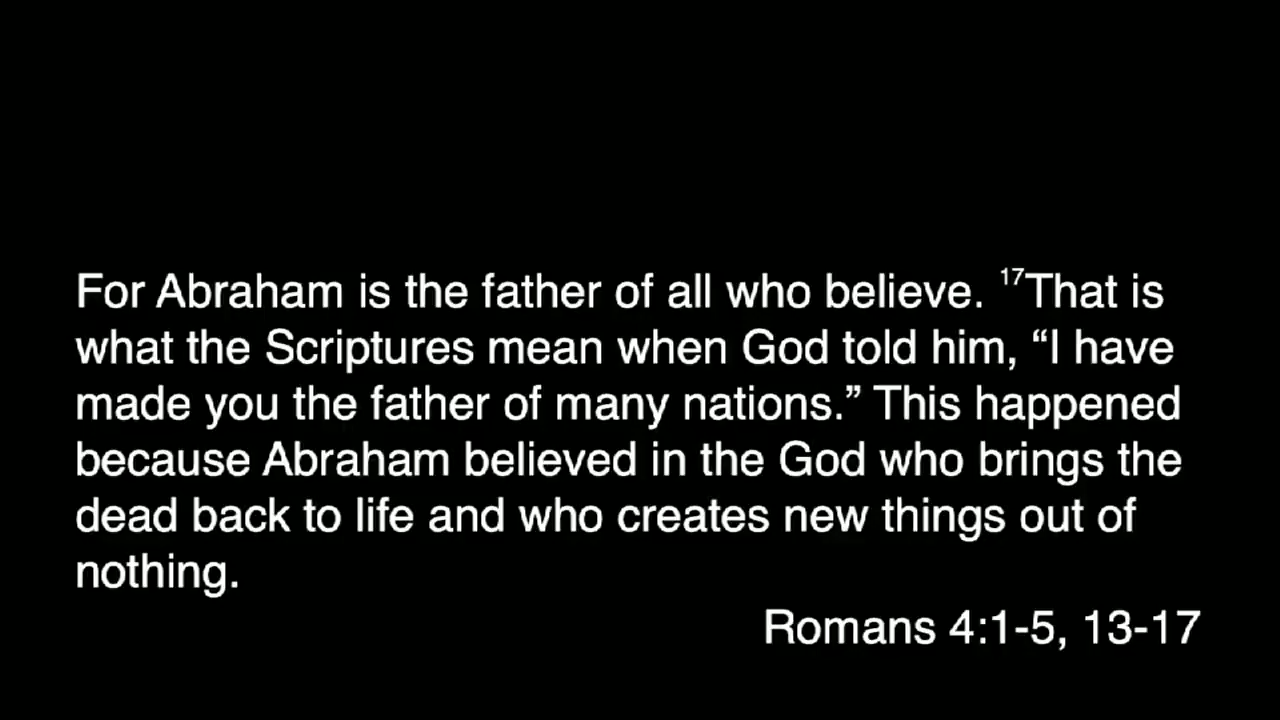 For Abraham is the father of all who believe. ¹⁷That is
what the Scriptures mean when God told him, “I have
made you the father of many nations.” This happened
because Abraham believed in the God who brings the
dead back to life and who creates new things out of
nothing.
Romans 4:1-5, 13-17